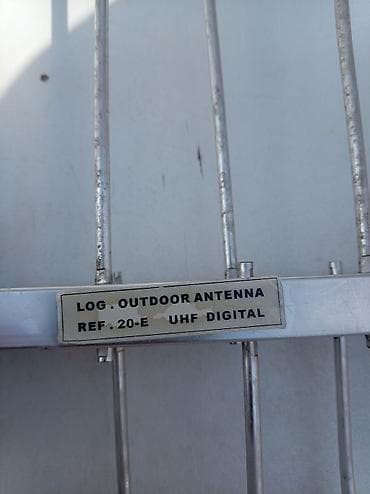 LOG . OUTDOOR ANTENNA
REF . 20-E UHF DIGITAL